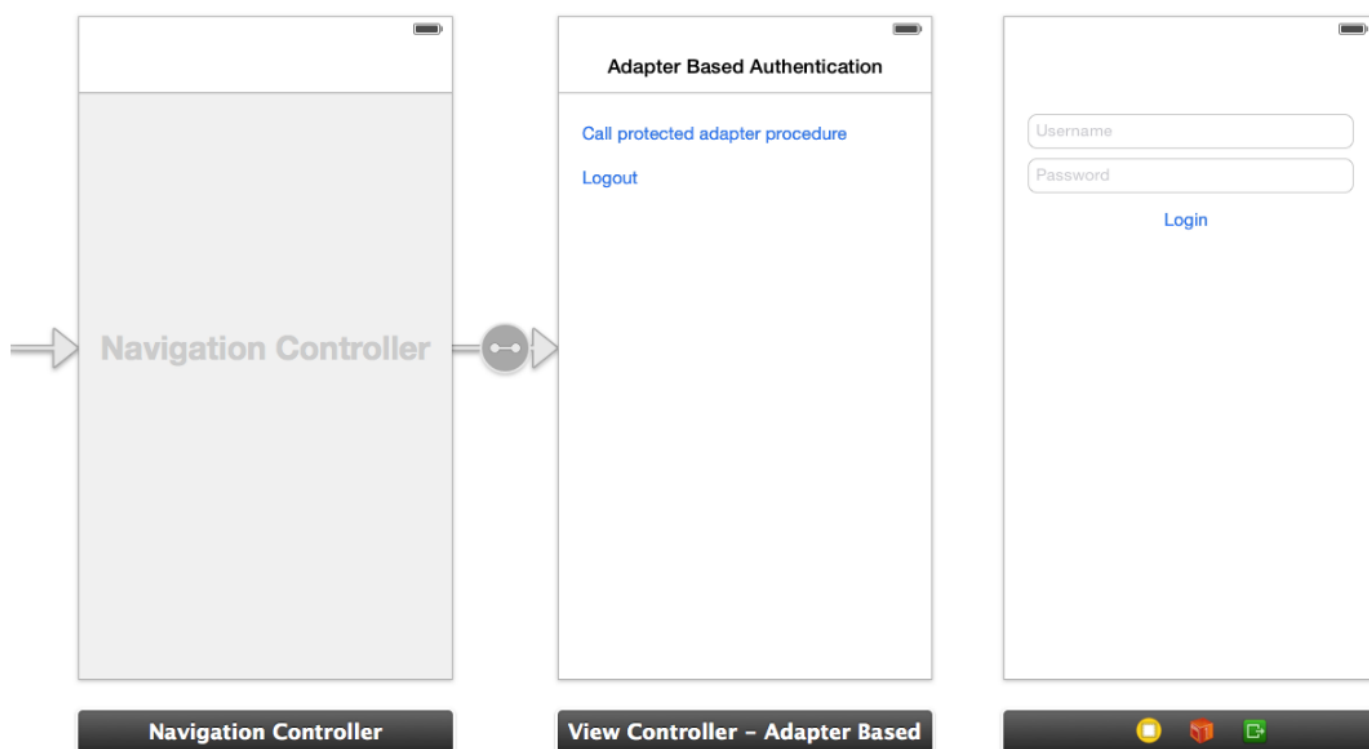 Navigation Controller
Navigation Controller
Adapter Based Authentication
Call protected adapter procedure
Logout
View Controller – Adapter Based
Username
Password
Login